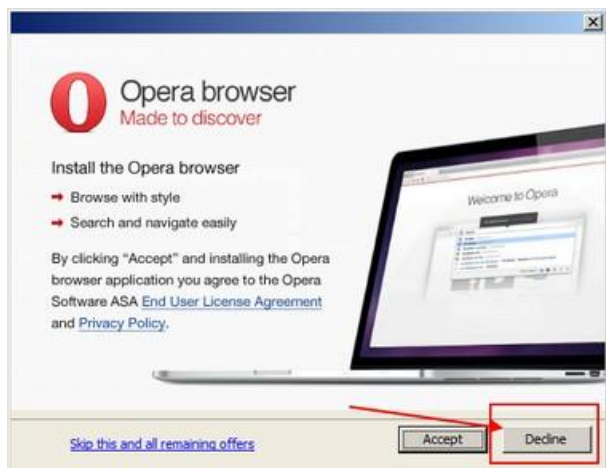 Opera browser
Made to discover
Install the Opera browser
Browse with style
Search and navigate easily
By clicking “Accept” and installing the Opera
browser application you agree to the Opera
Software ASA End User License Agreement
and Privacy Policy.
Welcome to Opera
Skip this and all remaining offers
Accept
Decline